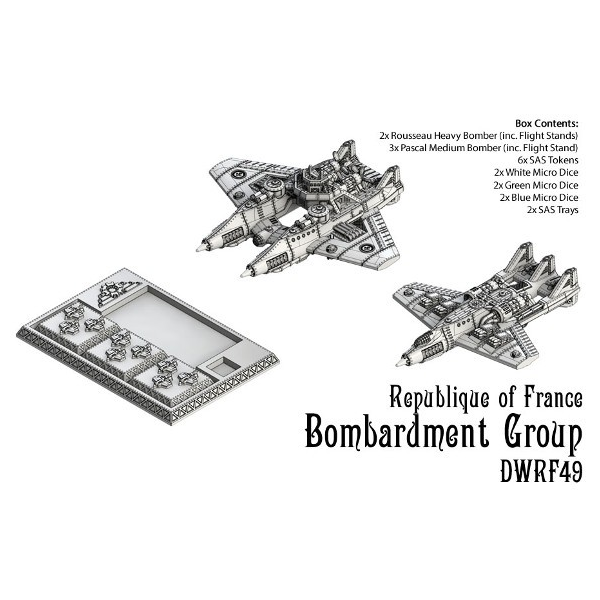 Box Contents:
2x Rousseau Heavy Bomber (inc. Flight Stands)
3x Pascal Medium Bomber (inc. Flight Stand)
6x SAS Tokens
2x White Micro Dice
2x Green Micro Dice
2x Blue Micro Dice
2x SAS Trays
Republique of France
Bombardment Group
DWRF49